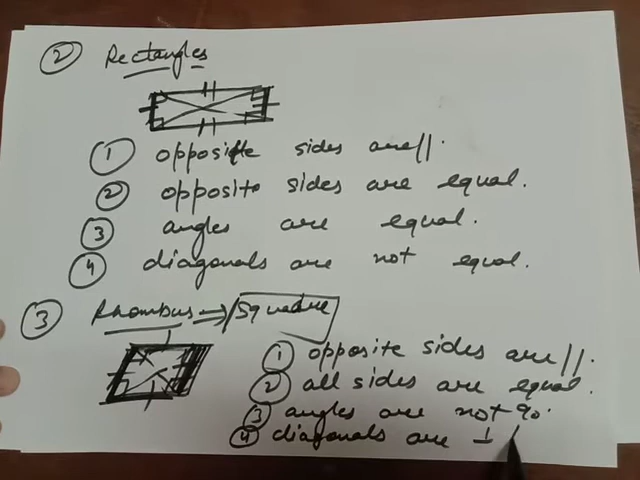 ② Rectangles
① opposite sides are //.
② opposite sides are equal.
③ angles are equal.
④ diagonals are not equal.
③ Rhombus ⇒ /Square
① opposite sides are //.
② all sides are equal.
③ angles are not 90.
④ diagonals are ⊥